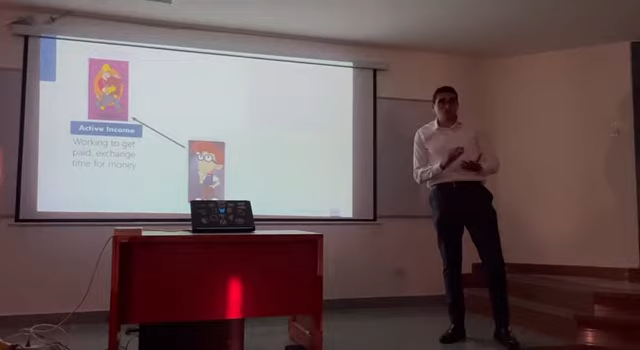 Active Income
Working to get
paid, exchange
time for money